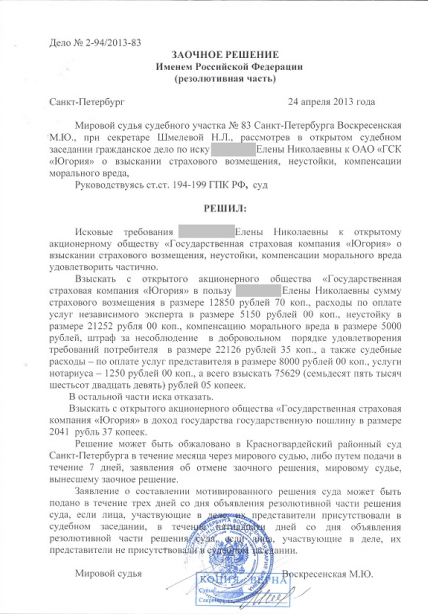 Дело № 2-94/2013-83
ЗАОЧНОЕ РЕШЕНИЕ
Именем Российской Федерации
(резолютивная часть)
Санкт-Петербург 24 апреля 2013 года
Мировой судья судебного участка № 83 Санкт-Петербурга Воскресенская
М.Ю., при секретаре Шмелевой Н.Л., рассмотрев в открытом судебном
заседании гражданское дело по иску Елены Николаевны к ОАО «ГСК
«Югория» о взыскании страхового возмещения, неустойки, компенсации
морального вреда,
Руководствуясь ст.ст. 194-199 ГПК РФ, суд
РЕШИЛ:
Исковые требования Елены Николаевны к открытому
акционерному обществу «Государственная страховая компания «Югория» о
взыскании страхового возмещения, неустойки, компенсации морального вреда
удовлетворить частично.
Взыскать с открытого акционерного общества «Государственная
страховая компания «Югория» в пользу Елены Николаевны сумму
страхового возмещения в размере 12850 рублей 70 коп., расходы по оплате
услуг независимого эксперта в размере 5150 рублей 00 коп., неустойку в
размере 21252 рубля 00 коп., компенсацию морального вреда в размере 5000
рублей, штраф за несоблюдение в добровольном порядке удовлетворения
требований потребителя в размере 22126 рублей 35 коп., а также судебные
расходы – по оплате услуг представителя в размере 8000 рублей 00 коп., услуги
нотариуса – 1250 рублей 00 коп., а всего взыскать 75629 (семьдесят пять тысяч
шестьсот двадцать девять) рублей 05 копеек.
В остальной части иска отказать.
Взыскать с открытого акционерного общества «Государственная страховая
компания «Югория» в доход государства государственную пошлину в размере
2041 рубль 37 копеек.
Решение может быть обжаловано в Красногвардейский районный суд
Санкт-Петербурга в течение месяца через мирового судью, либо путем подачи в
течение 7 дней, заявления об отмене заочного решения, мировому судье,
вынесшему заочное решение.
Заявление о составлении мотивированного решения суда может быть
подано в течение трех дней со дня объявления резолютивной части решения
суда, если лица, участвующие в деле, их представители присутствовали в
судебном заседании, в течение пятнадцати дней со дня объявления
резолютивной части решения суда, если лица, участвующие в деле, их
представители не присутствовали в судебном заседании.
Мировой судья Воскресенская М.Ю.
КОПИЯ ВЕРНА
Судья
Секретарь